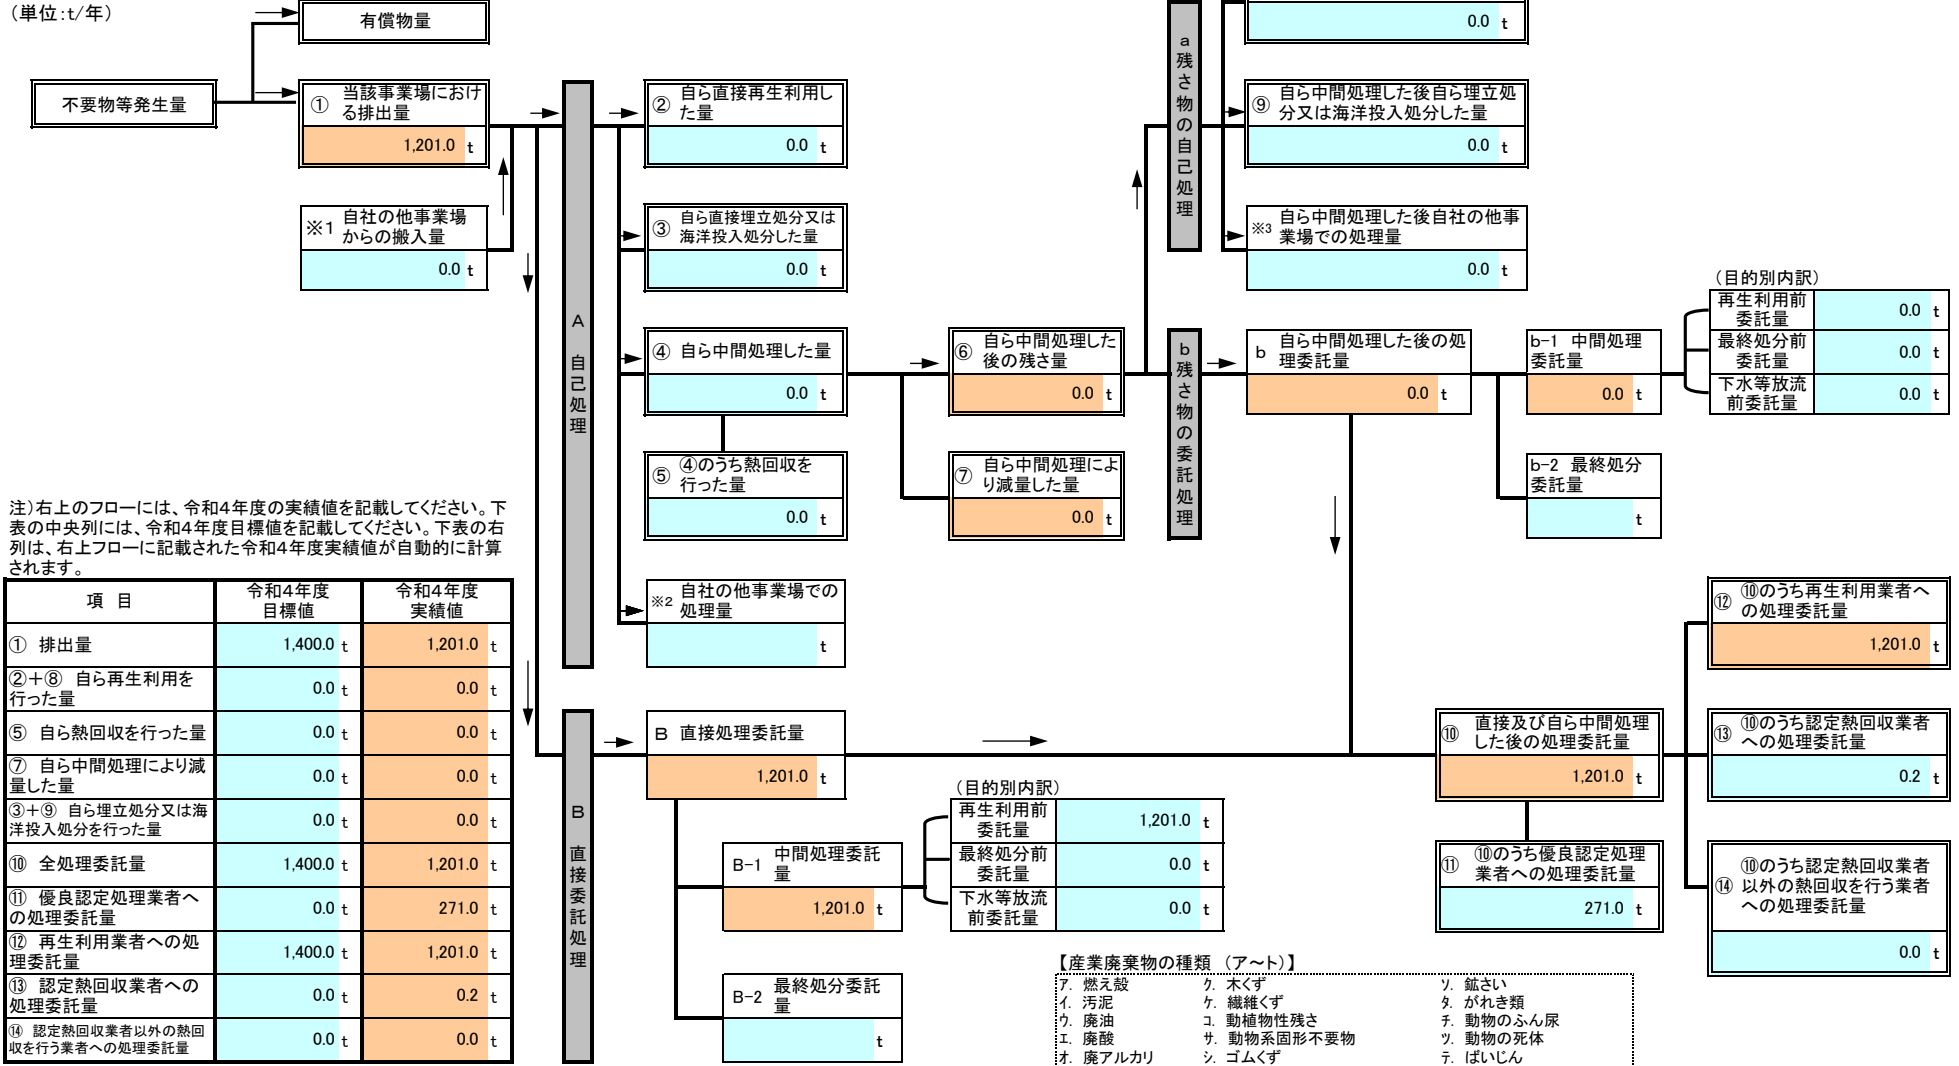 （単位：t/年）
有償物量
不要物等発生量
① 当該事業場におけ
る排出量
1,201.0 t
※1 自社の他事業場
からの搬入量
0.0 t
A 自己処理
② 自ら直接再生利用し
た量
0.0 t
③ 自ら直接埋立処分又は
海洋投入処分した量
0.0 t
④ 自ら中間処理した量
0.0 t
⑤ ④のうち熱回収を
行った量
0.0 t
※2 自社の他事業場での
処理量
t
⑥ 自ら中間処理した
後の残さ量
0.0 t
⑦ 自ら中間処理によ
り減量した量
0.0 t
a 残さ物の自己処理
0.0 t
⑨ 自ら中間処理した後自ら埋立処
分又は海洋投入処分した量
0.0 t
※3 自ら中間処理した後自社の他事
業場での処理量
0.0 t
b 残さ物の委託処理
b 自ら中間処理した後の処
理委託量
0.0 t
b-1 中間処理
委託量
0.0 t
b-2 最終処分
委託量
t
（目的別内訳）
再生利用前
委託量
0.0 t
最終処分前
委託量
0.0 t
下水等放流
前委託量
0.0 t
注）右上のフローには、令和4年度の実績値を記載してください。下
表の中央列には、令和4年度目標値を記載してください。下表の右
列は、右上フローに記載された令和4年度実績値が自動的に計算
されます。
項 目 令和4年度 目標値 令和4年度 実績値
① 排出量 1,400.0 t 1,201.0 t
②＋⑧ 自ら再生利用を
行った量 0.0 t 0.0 t
⑤ 自ら熱回収を行った量 0.0 t 0.0 t
⑦ 自ら中間処理により減
量した量 0.0 t 0.0 t
③＋⑨ 自ら埋立処分又は海
洋投入処分を行った量 0.0 t 0.0 t
⑩ 全処理委託量 1,400.0 t 1,201.0 t
⑪ 優良認定処理業者へ
の処理委託量 0.0 t 271.0 t
⑫ 再生利用業者への処
理委託量 1,400.0 t 1,201.0 t
⑬ 認定熱回収業者への
処理委託量 0.0 t 0.2 t
⑭ 認定熱回収業者以外の熱回
収を行う業者への処理委託量 0.0 t 0.0 t
B 直接委託処理
B 直接処理委託量
1,201.0 t
B-1 中間処理委託
量
1,201.0 t
B-2 最終処分委託
量
t
（目的別内訳）
再生利用前
委託量
1,201.0 t
最終処分前
委託量
0.0 t
下水等放流
前委託量
0.0 t
⑩ 直接及び自ら中間処理
した後の処理委託量
1,201.0 t
⑪ ⑩のうち優良認定処理
業者への処理委託量
271.0 t
⑫ ⑩のうち再生利用業者へ
の処理委託量
1,201.0 t
⑬ ⑩のうち認定熱回収業者
への処理委託量
0.2 t
⑭ ⑩のうち認定熱回収業者
以外の熱回収を行う業者
への処理委託量
0.0 t
【産業廃棄物の種類 （ア～ト）】
ア. 燃え殻 ク. 木くず ソ. 鉱さい
イ. 汚泥 ケ. 繊維くず タ. がれき類
ウ. 廃油 コ. 動植物性残さ チ. 動物のふん尿
エ. 廃酸 サ. 動物系固形不要物 ツ. 動物の死体
オ. 廃アルカリ シ. ゴムくず テ. ばいじん